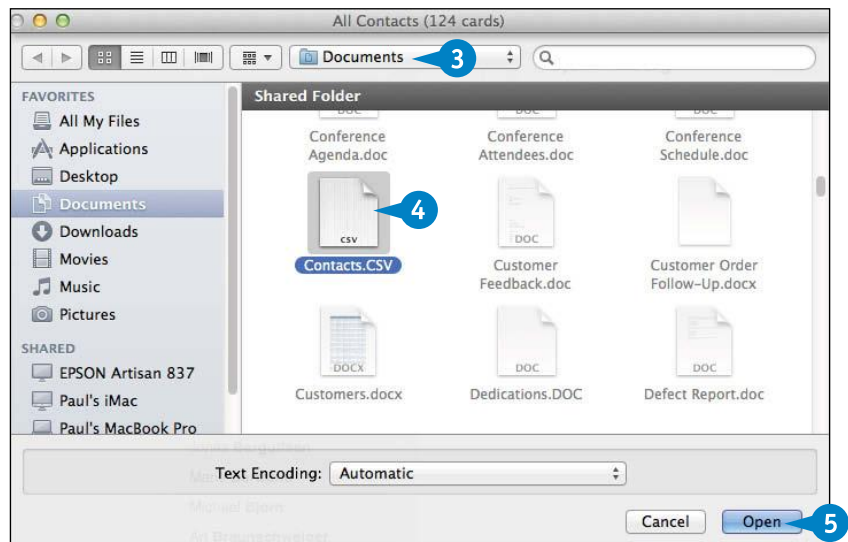 All Contacts (124 cards)
Documents
3
FAVORITES
All My Files
Applications
Desktop
Documents
Downloads
Movies
Music
Pictures
SHARED
EPSON Artisan 837
Paul's iMac
Paul's MacBook Pro
Shared Folder
DOC
DOC
DOC
Conference
Agenda.doc
Conference
Attendees.doc
Conference
Schedule.doc
CSV
4
Contacts.CSV
DOC
Customer
Feedback.doc
Customer Order
Follow-Up.docx
DOCX
Customers.docx
DOC
Dedications.DOC
DOC
Defect Report.doc
Text Encoding: Automatic
Cancel
Open
5